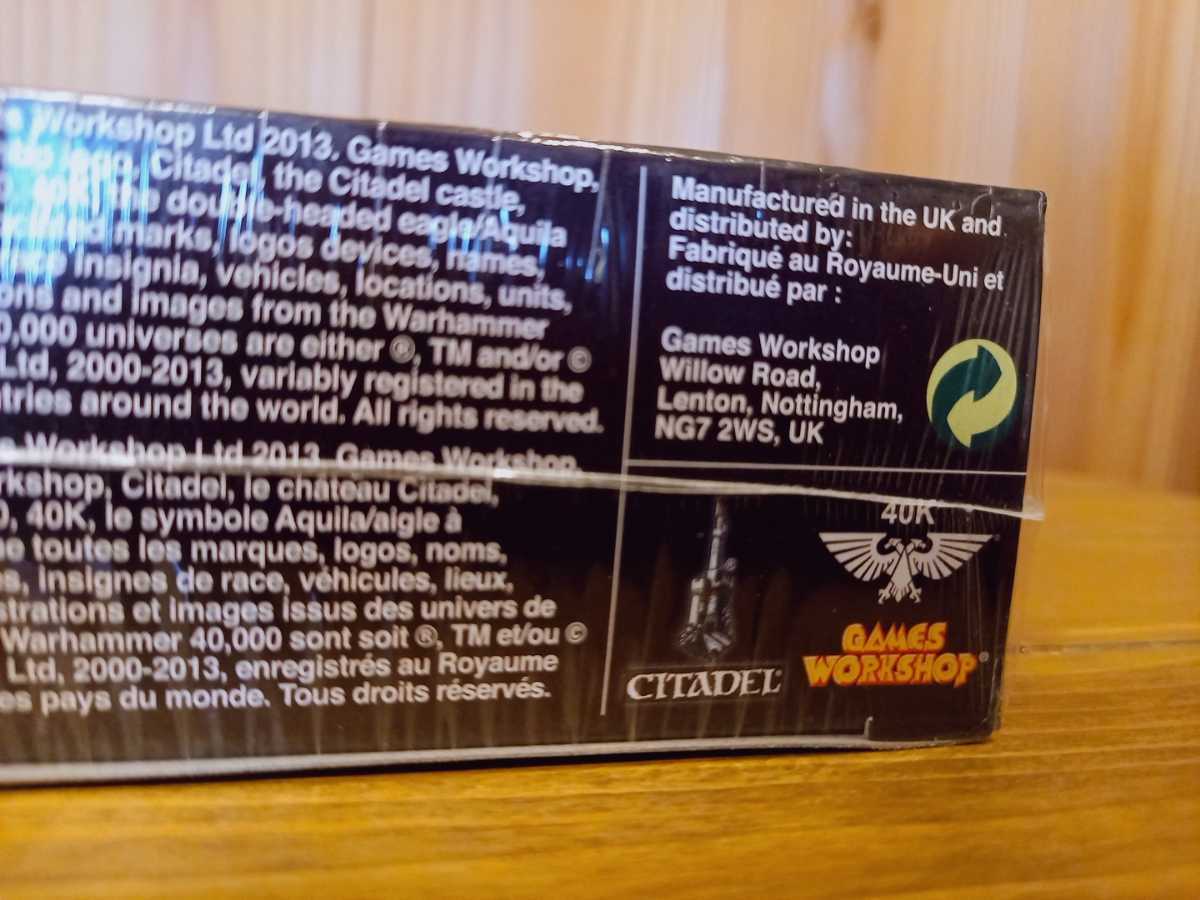 Workshop Ltd 2013. Games Workshop,
logo, Citadel, the Citadel castle,
40K, the double-headed eagle/Aquila
marks, logos devices, names,
insignia, vehicles, locations, units,
and images from the Warhammer
0,000 universes are either ®, TM and/or ©
Ltd, 2000-2013, variably registered in the
tries around the world. All rights reserved.
Workshop Ltd 2013. Games Workshop,
rkshop, Citadel, le château Citadel,
0, 40K, le symbole Aquila/aigle à
e toutes les marques, logos, noms,
s, insignes de race, véhicules, lieux,
strations et images issus des univers de
Warhammer 40,000 sont soit ®, TM et/ou ©
Ltd, 2000-2013, enregistrés au Royaume
es pays du monde. Tous droits réservés.
Manufactured in the UK and
distributed by:
Fabriqué au Royaume-Uni et
distribué par :
Games Workshop
Willow Road,
Lenton, Nottingham,
NG7 2WS, UK
CITADEL
40K
GAMES
WORKSHOP®